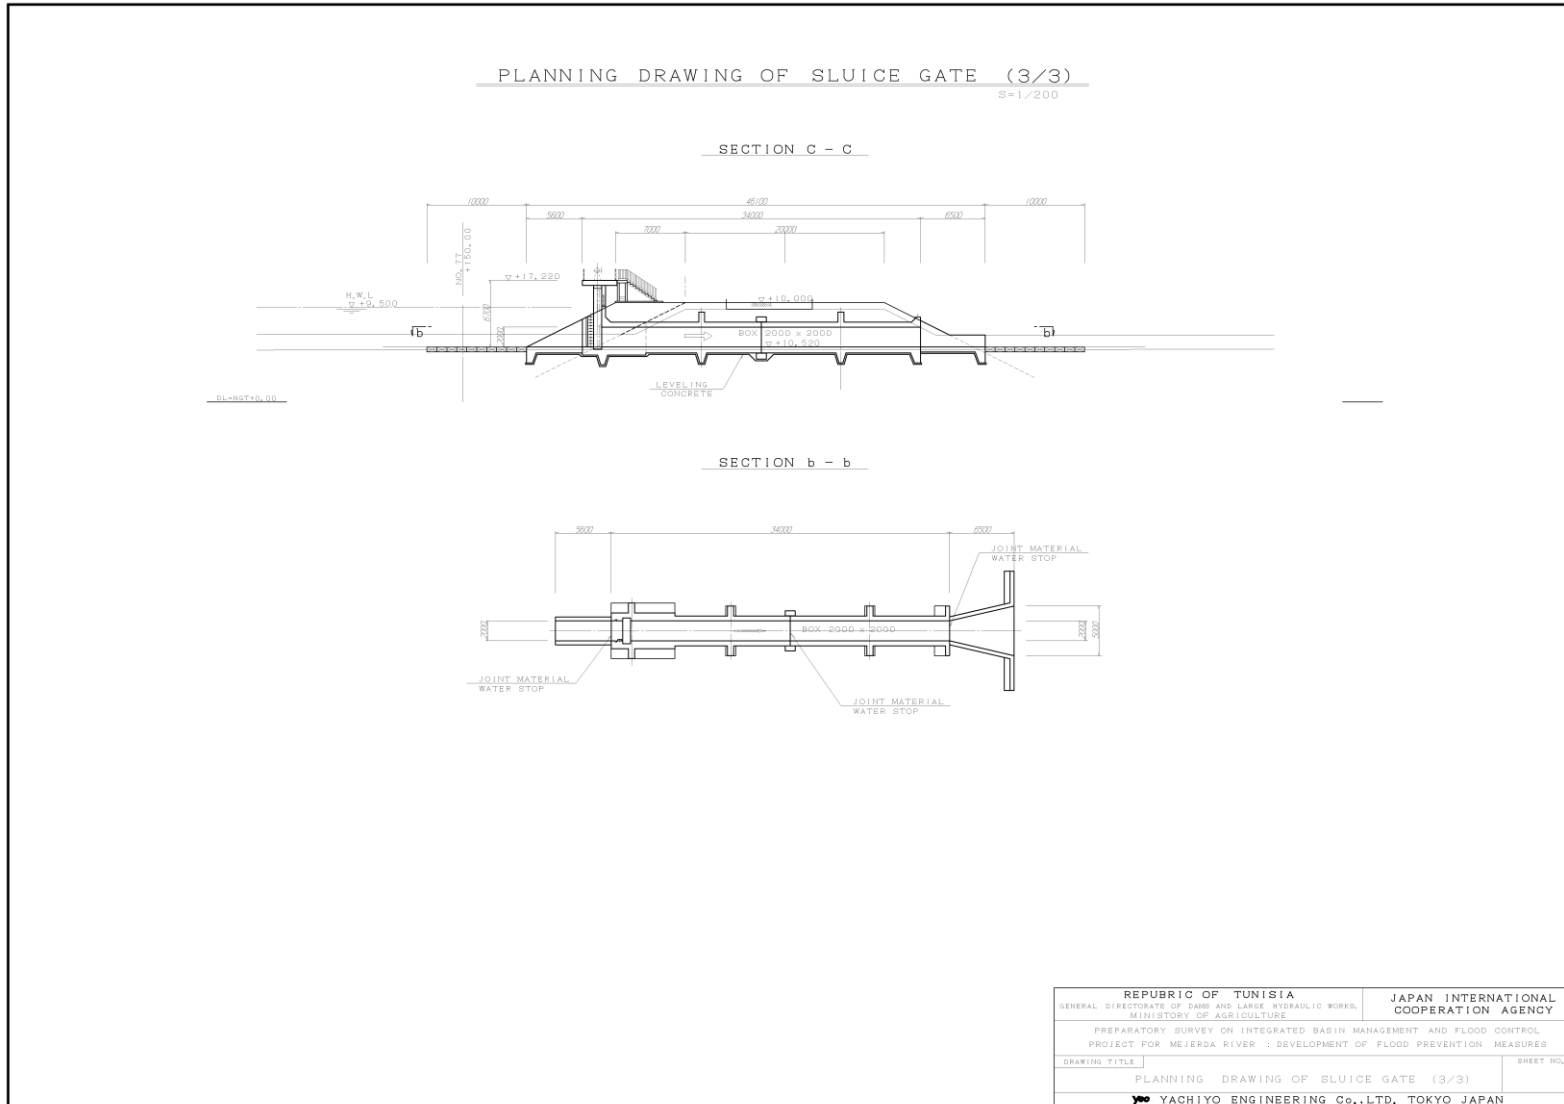 PLANNING DRAWING OF SLUICE GATE (3/3)
S=1/200
SECTION C - C
10000 46100 10000
5600 34000 6500
7000 20000
NO. 77
+150.00
▽ +17,220
H.W.L
▽ +9,500
6700
2000
▽ +18,000
b b
BOX 2000 x 2000
▽ +10,520
LEVELING
CONCRETE
DL=NGT+0.00
SECTION b - b
5600 34000 6500
JOINT MATERIAL
WATER STOP
2000 BOX 2000 x 2000 2000 5000
JOINT MATERIAL
WATER STOP
JOINT MATERIAL
WATER STOP
REPUBRIC OF TUNISIA
GENERAL DIRECTORATE OF DAMS AND LARGE HYDRAULIC WORKS,
MINISTORY OF AGRICULTURE
JAPAN INTERNATIONAL
COOPERATION AGENCY
PREPARATORY SURVEY ON INTEGRATED BASIN MANAGEMENT AND FLOOD CONTROL
PROJECT FOR MEJERDA RIVER : DEVELOPMENT OF FLOOD PREVENTION MEASURES
DRAWING TITLE
SHEET NO.
PLANNING DRAWING OF SLUICE GATE (3/3)
yeo YACHIYO ENGINEERING Co.,LTD. TOKYO JAPAN